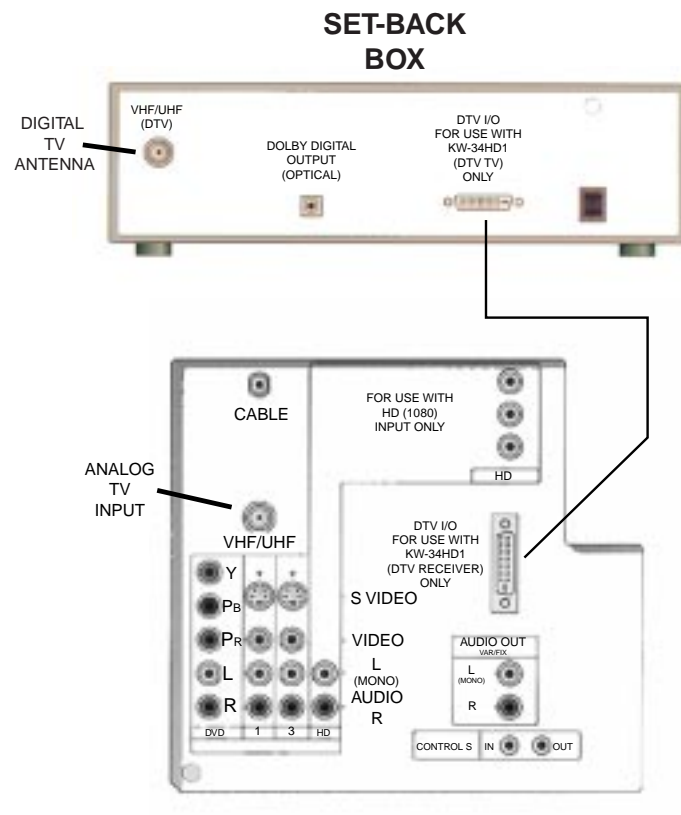 SET-BACK
BOX
DIGITAL
TV
ANTENNA
VHF/UHF
(DTV)
DOLBY DIGITAL
OUTPUT
(OPTICAL)
DTV I/O
FOR USE WITH
KW-34HD1
(DTV TV)
ONLY
CABLE
FOR USE WITH
HD (1080)
INPUT ONLY
HD
ANALOG
TV
INPUT
VHF/UHF
DTV I/O
FOR USE WITH
KW-34HD1
(DTV RECEIVER)
ONLY
Y
PB
PR
L
R
S VIDEO
VIDEO
L
(MONO)
AUDIO
R
DVD 1 3 HD
AUDIO OUT
VAR/FIX
L
(MONO)
R
CONTROL S IN OUT